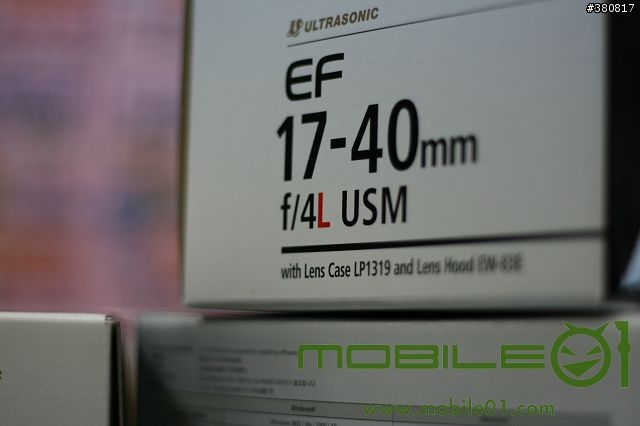 #380817
ULTRASONIC
EF
17-40mm
f/4L USM
with Lens Case LP1319 and Lens Hood EW-83E
MOBILE01
www.mobile01.com